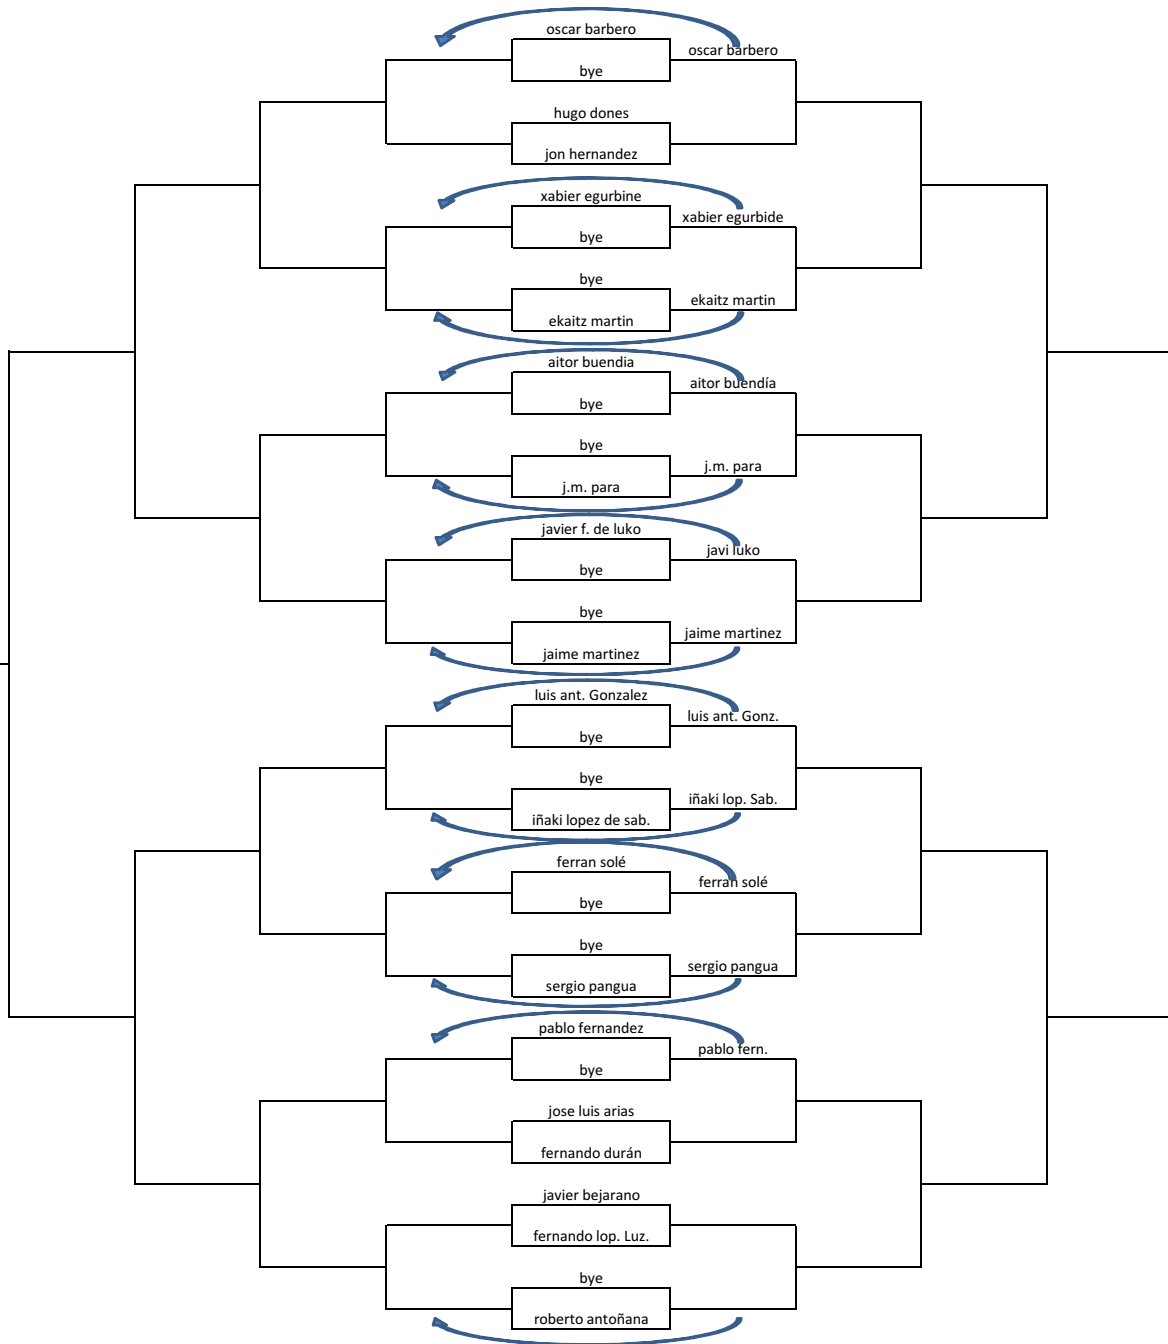 oscar barbero
oscar barbero
bye
hugo dones
jon hernandez
xabier egurbine
xabier egurbide
bye
bye
ekaitz martin
ekaitz martin
aitor buendia
aitor buendía
bye
bye
j.m. para
j.m. para
javier f. de luko
javi luko
bye
bye
jaime martinez
jaime martinez
luis ant. Gonzalez
luis ant. Gonz.
bye
bye
iñaki lop. Sab.
iñaki lopez de sab.
ferran solé
ferran solé
bye
bye
sergio pangua
sergio pangua
pablo fernandez
pablo fern.
bye
jose luis arias
fernando durán
javier bejarano
fernando lop. Luz.
bye
roberto antoñana